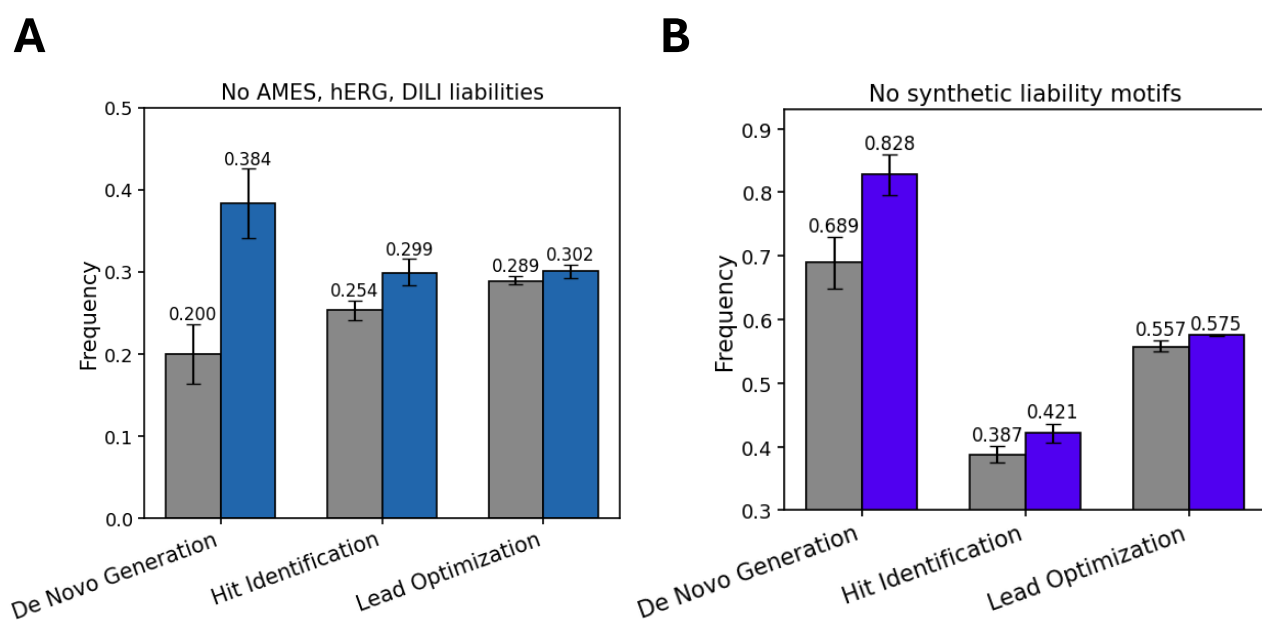 A
No AMES, hERG, DILI liabilities
Frequency
0.5
0.4
0.3
0.2
0.1
0.0
0.200
0.384
0.254
0.299
0.289
0.302
De Novo Generation
Hit Identification
Lead Optimization
B
No synthetic liability motifs
Frequency
0.9
0.8
0.7
0.6
0.5
0.4
0.3
0.689
0.828
0.387
0.421
0.557
0.575
De Novo Generation
Hit Identification
Lead Optimization